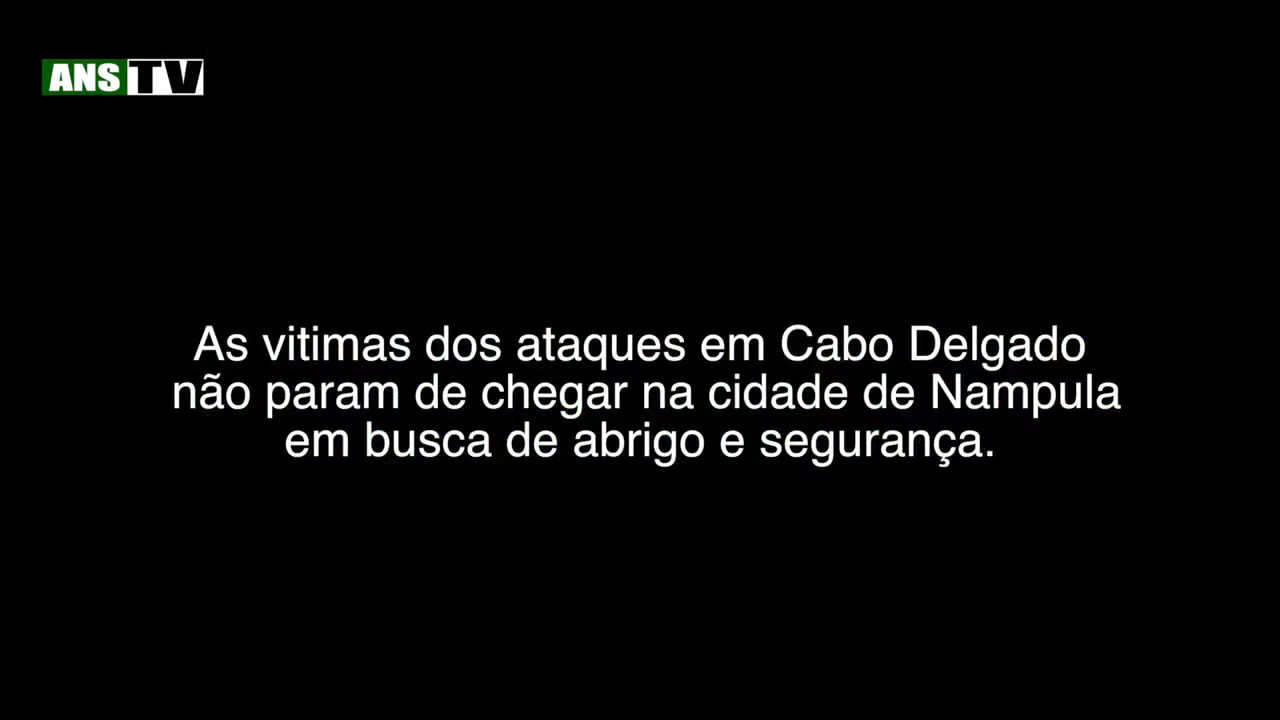 ANS TV
As vitimas dos ataques em Cabo Delgado
não param de chegar na cidade de Nampula
em busca de abrigo e segurança.